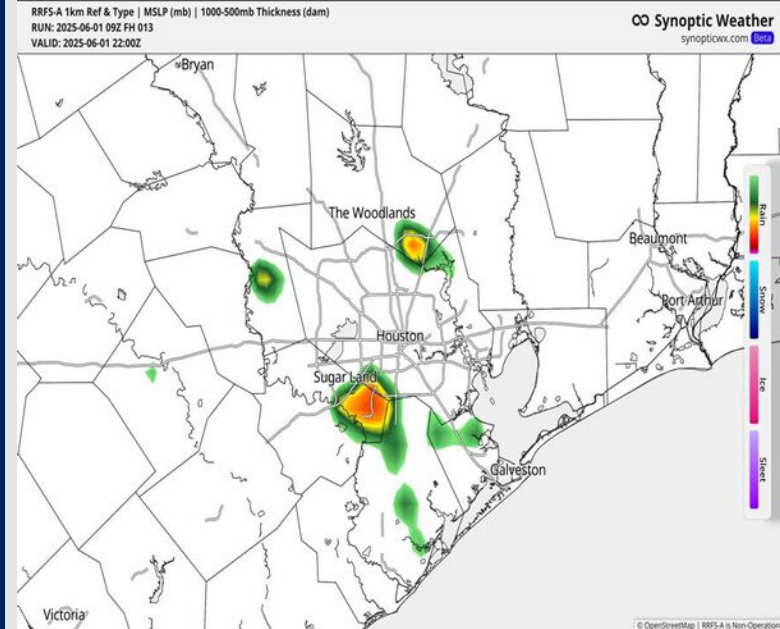 RRFS-A 1km Ref & Type | MSLP (mb) | 1000-500mb Thickness (dam)
RUN: 2025-06-01 09Z FH 013
VALID: 2025-06-01 22:00Z
Synoptic Weather
synopticwx.com Beta
Bryan
The Woodlands
Beaumont
Port Arthur
Houston
Sugar Land
Galveston
Victoria
Rain
Snow
Ice
Sleet
© OpenStreetMap | RRFS-A is Non-Operation